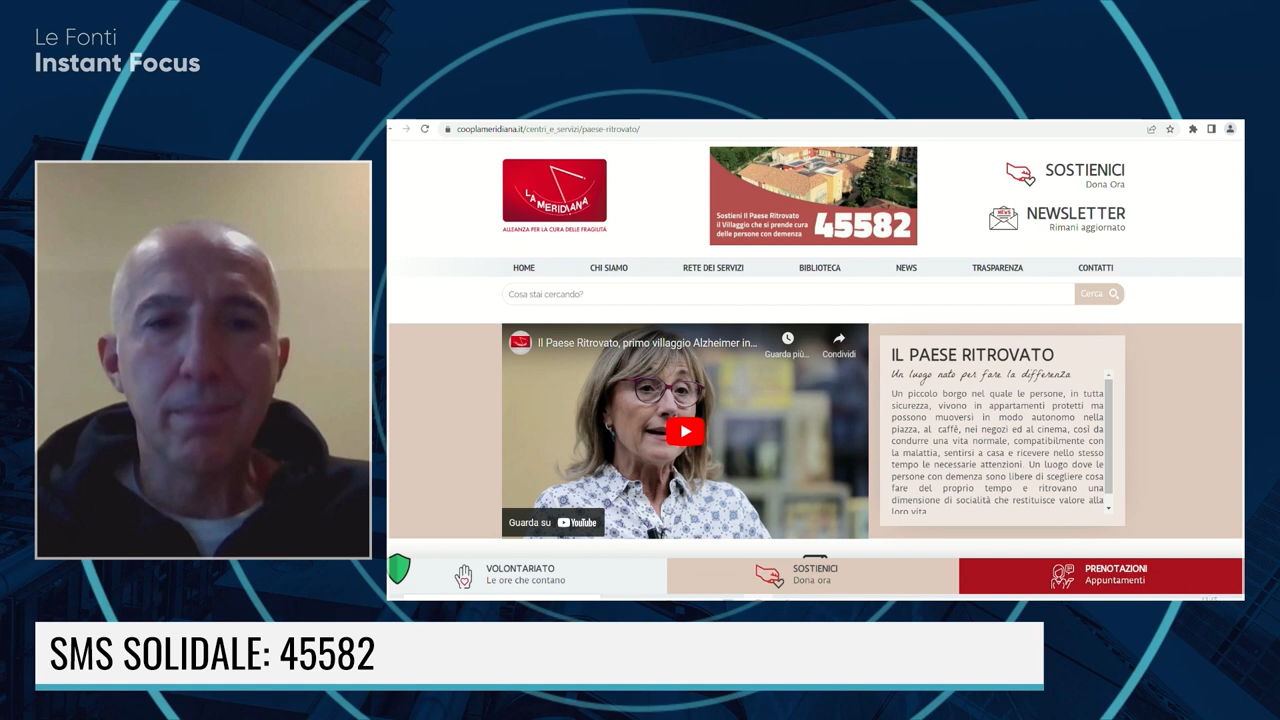 Le Fonti
Instant Focus
cooplameridiana.it/centri_e_servizi/paese-ritrovato/
LA MERIDIANA
ALLEANZA PER LA CURA DELLE FRAGILITÀ
Sostieni Il Paese Ritrovato
il Villaggio che si prende cura
delle persone con demenza
45582
SOSTIENICI
Dona Ora
NEWS
NEWSLETTER
Rimani aggiornato
HOME CHI SIAMO RETE DEI SERVIZI BIBLIOTECA NEWS TRASPARENZA CONTATTI
Cosa stai cercando?
Cerca
Il Paese Ritrovato, primo villaggio Alzheimer in...
Guarda più...
Condividi
Guarda su YouTube
IL PAESE RITROVATO
Un luogo nato per fare la differenza
Un piccolo borgo nel quale le persone, in tutta
sicurezza, vivono in appartamenti protetti ma
possono muoversi in modo autonomo nella
piazza, al caffè, nei negozi ed al cinema, così da
condurre una vita normale, compatibilmente con
la malattia, sentirsi a casa e ricevere nello stesso
tempo le necessarie attenzioni. Un luogo dove le
persone con demenza sono libere di scegliere cosa
fare del proprio tempo e ritrovano una
dimensione di socialità che restituisce valore alla
loro vita.
VOLONTARIATO
Le ore che contano
SOSTIENICI
Dona ora
PRENOTAZIONI
Appuntamenti
SMS SOLIDALE: 45582